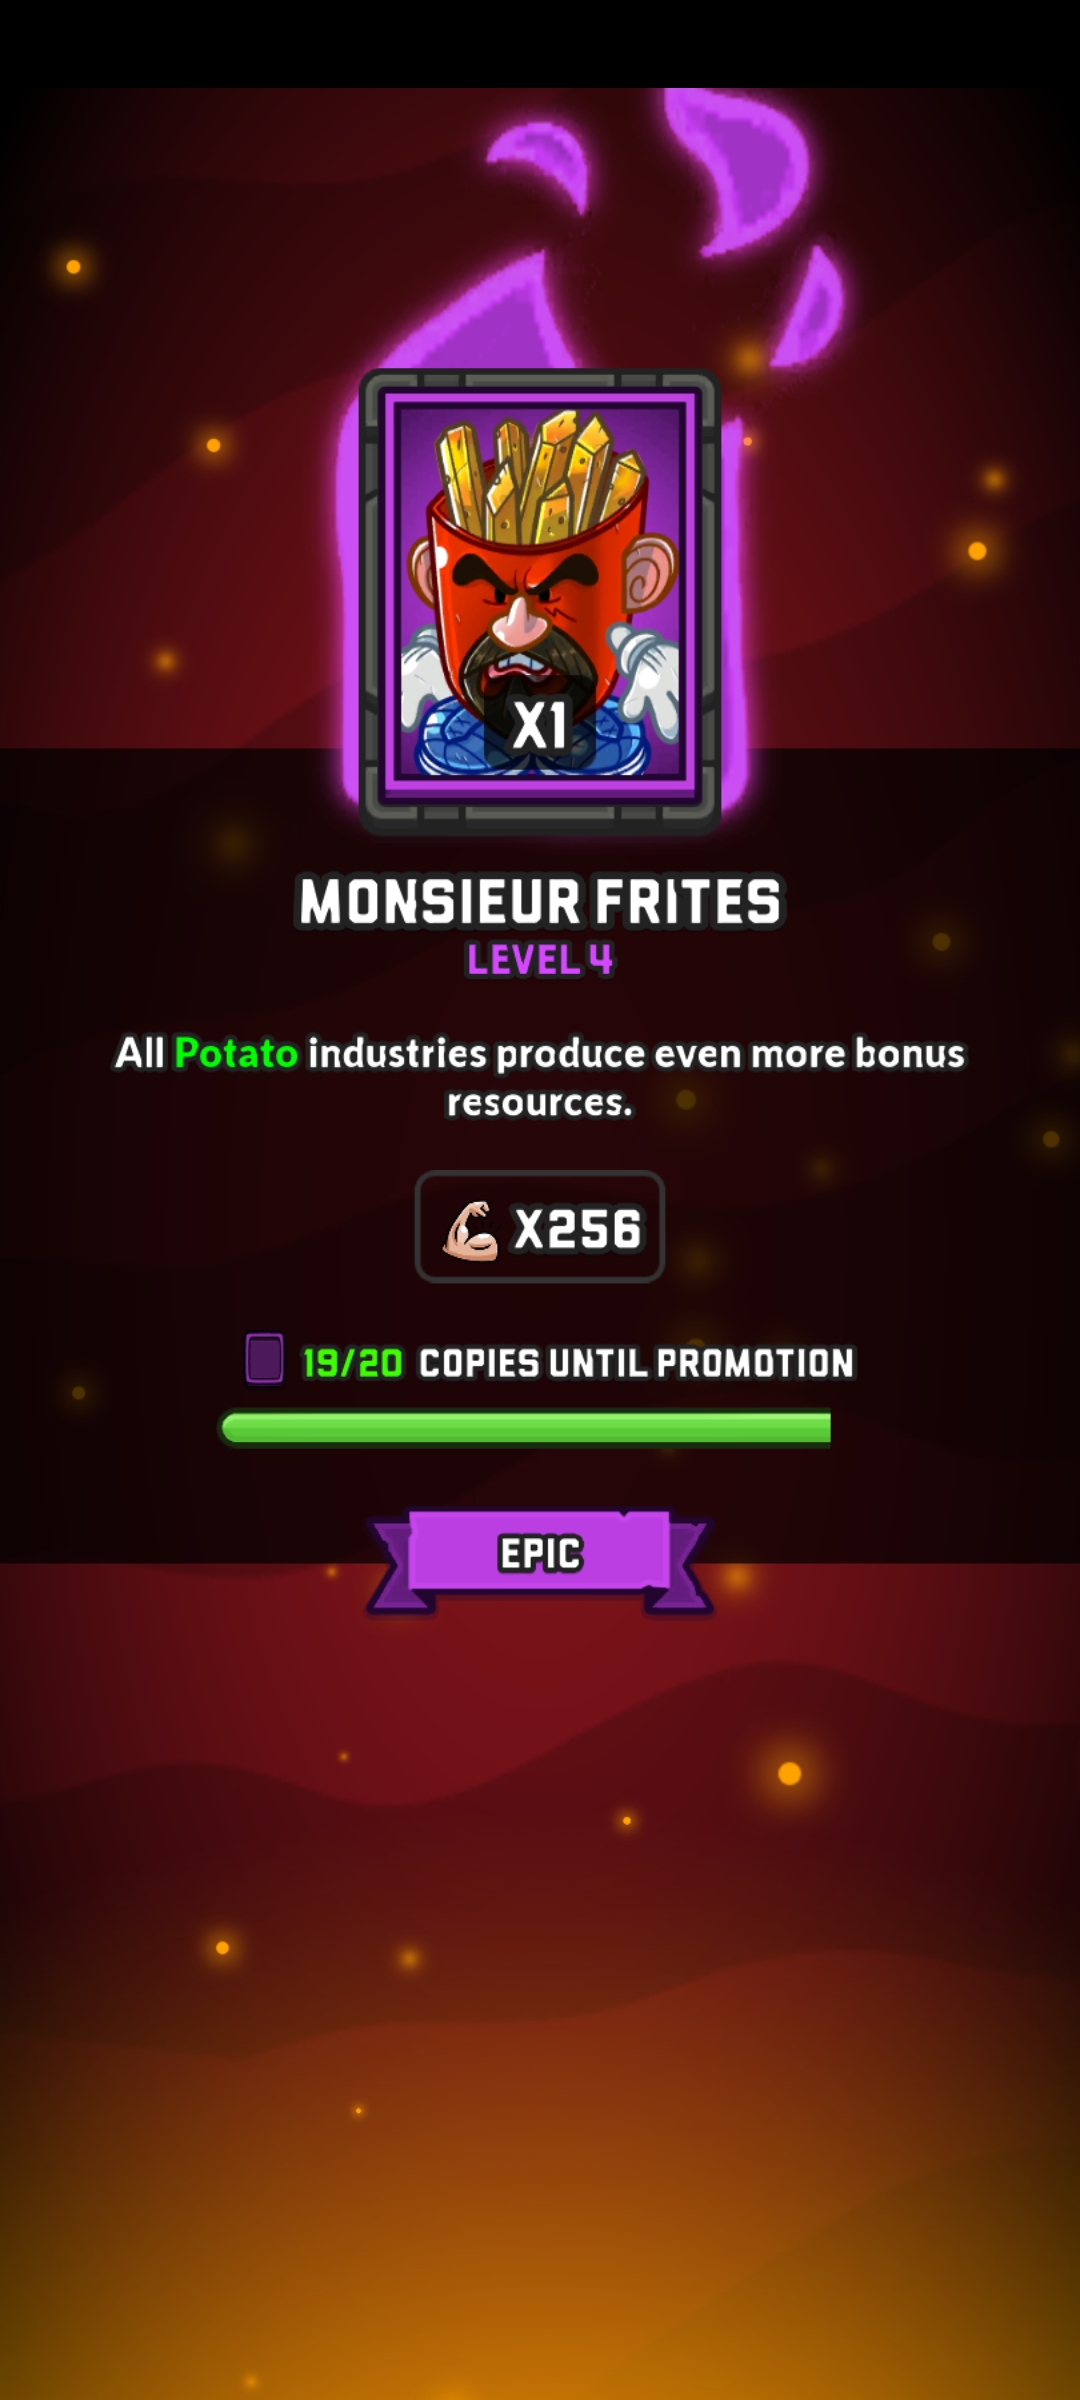 X1
MONSIEUR FRITES
LEVEL 4
All Potato industries produce even more bonus
resources.
X256
19/20 COPIES UNTIL PROMOTION
EPIC